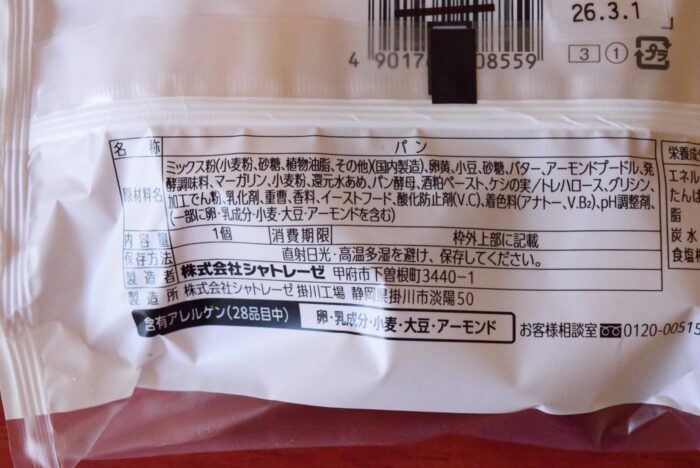 26.3.1
4 901 08559
3 1 プラ
名 称 パン
原材料名 ミックス粉(小麦粉、砂糖、植物油脂、その他)(国内製造)、卵黄、小豆、砂糖、バター、アーモンドプードル、発
酵調味料、マーガリン、小麦粉、還元水あめ、パン酵母、酒粕ペースト、ケシの実/トレハロース、グリシン、
加工でん粉、乳化剤、重曹、香料、イーストフード、酸化防止剤(V.C)、着色料(アナトー、V.B₂)、pH調整剤、
(一部に卵・乳成分・小麦・大豆・アーモンドを含む)
内容量 1個 消費期限 枠外上部に記載
保存方法 直射日光・高温多湿を避け、保存してください。
製造者 株式会社シャトレーゼ 甲府市下曽根町3440-1
製造所 株式会社シャトレーゼ 掛川工場 静岡県掛川市淡陽50
含有アレルゲン(28品目中) 卵・乳成分・小麦・大豆・アーモンド お客様相談室 0120-00515
栄養成分
エネル
たんぱ
脂
炭 水
食塩相